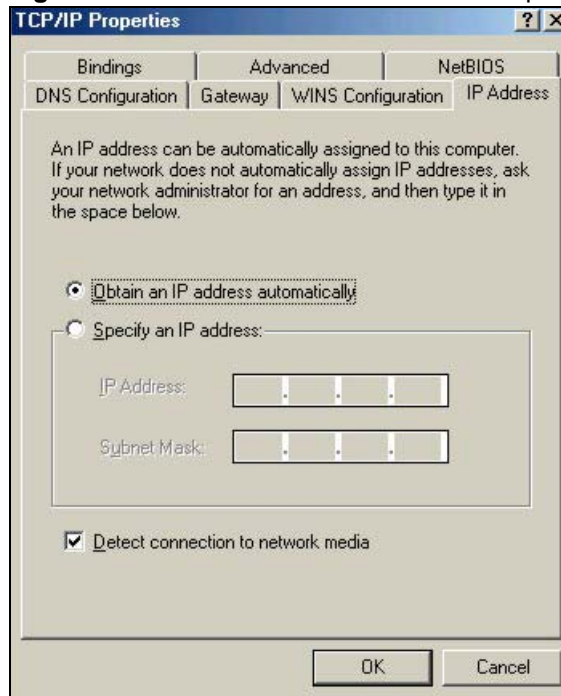 TCP/IP Properties
Bindings
Advanced
NetBIOS
DNS Configuration
Gateway
WINS Configuration
IP Address
An IP address can be automatically assigned to this computer.
If your network does not automatically assign IP addresses, ask
your network administrator for an address, and then type it in
the space below.
Obtain an IP address automatically
Specify an IP address:
IP Address:
. . .
Subnet Mask:
. . .
Detect connection to network media
OK
Cancel